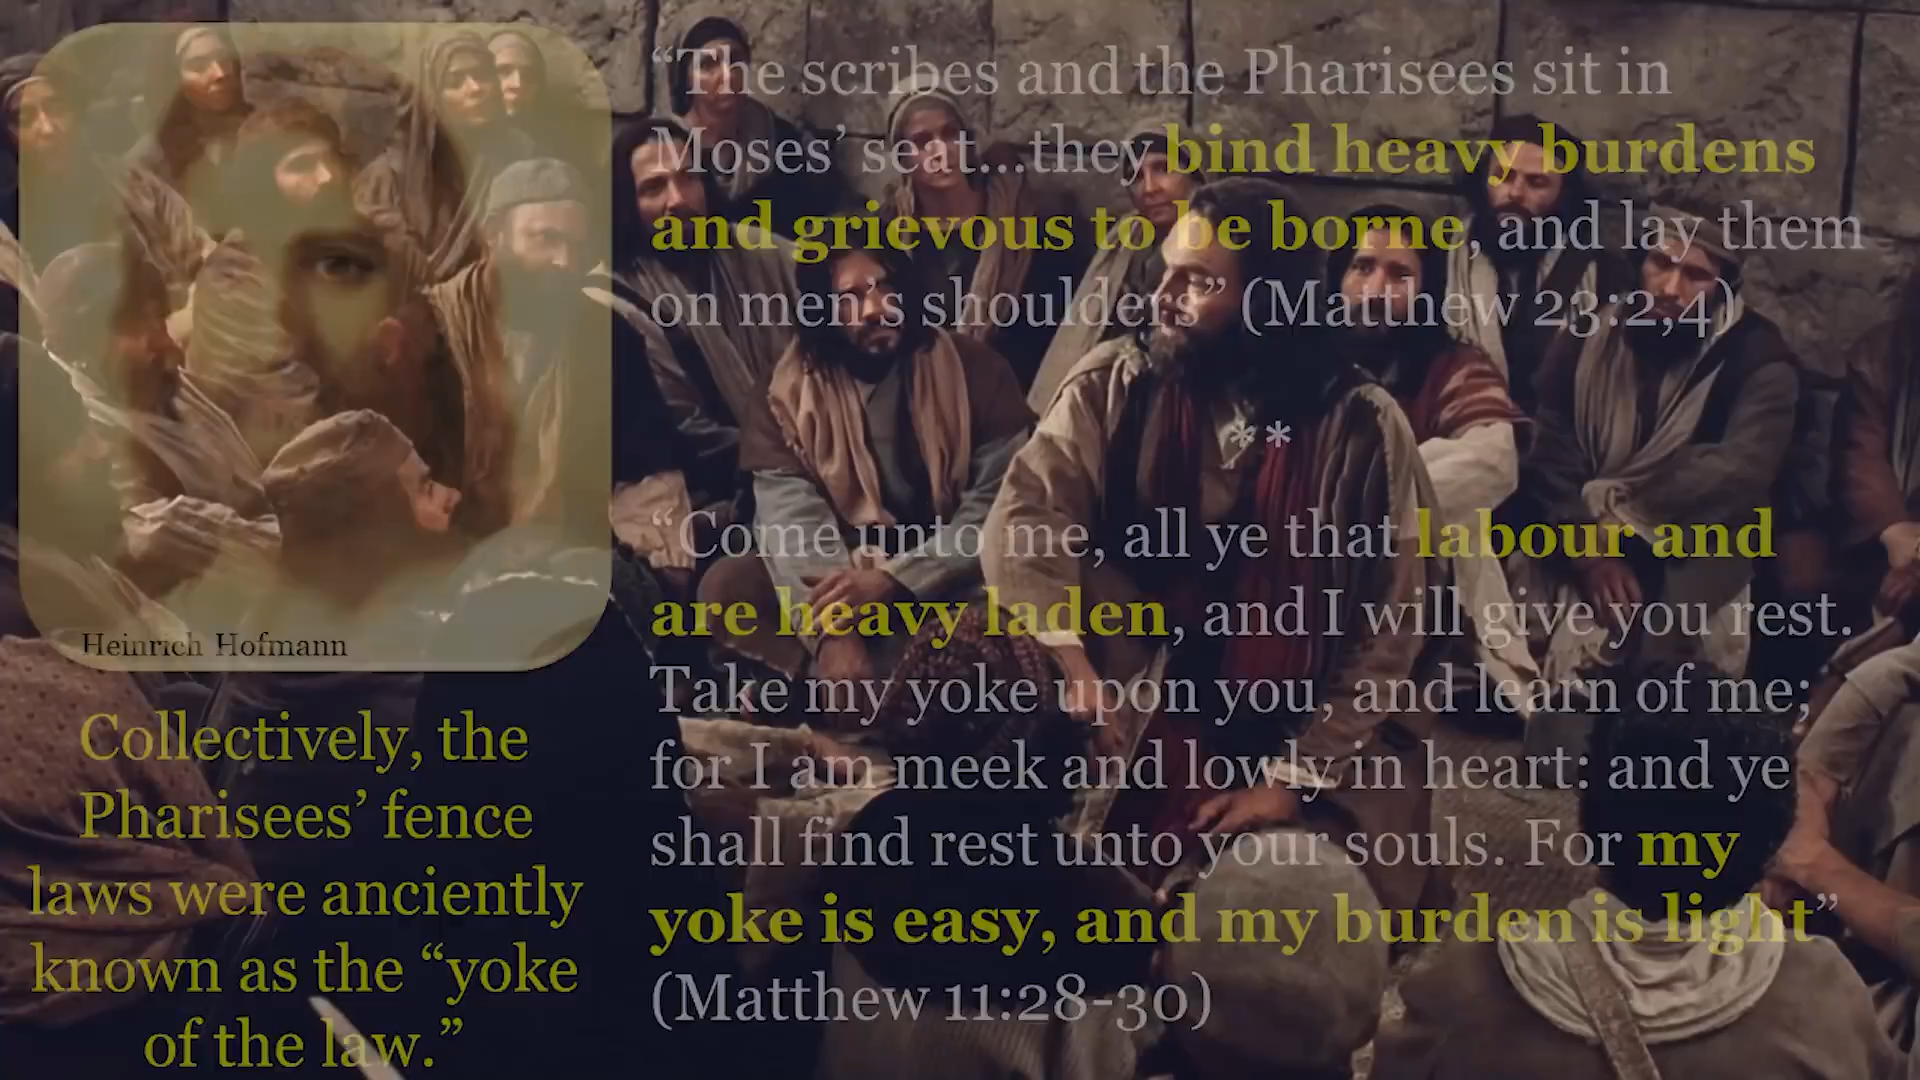 Heinrich Hofmann
Collectively, the
Pharisees’ fence
laws were anciently
known as the “yoke
of the law.”
“The scribes and the Pharisees sit in
Moses’ seat...they bind heavy burdens
and grievous to be borne, and lay them
on men’s shoulders” (Matthew 23:2,4)
**
“Come unto me, all ye that labour and
are heavy laden, and I will give you rest.
Take my yoke upon you, and learn of me;
for I am meek and lowly in heart: and ye
shall find rest unto your souls. For my
yoke is easy, and my burden is light”
(Matthew 11:28-30)